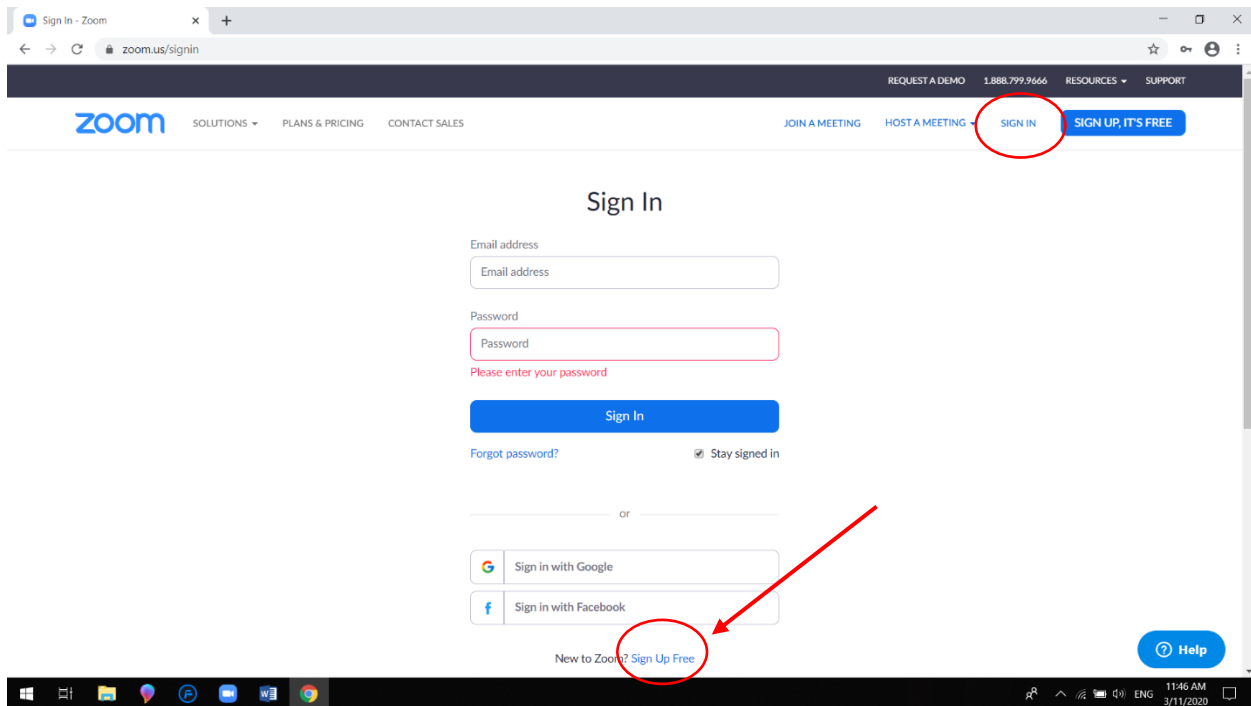 Sign In - Zoom
zoom.us/signin
REQUEST A DEMO 1.888.799.9666 RESOURCES SUPPORT
zoom SOLUTIONS PLANS & PRICING CONTACT SALES JOIN A MEETING HOST A MEETING SIGN IN SIGN UP, IT'S FREE
Sign In
Email address
Email address
Password
Password
Please enter your password
Sign In
Forgot password? Stay signed in
or
Sign in with Google
Sign in with Facebook
New to Zoom? Sign Up Free
Help
ENG 11:46 AM
3/11/2020